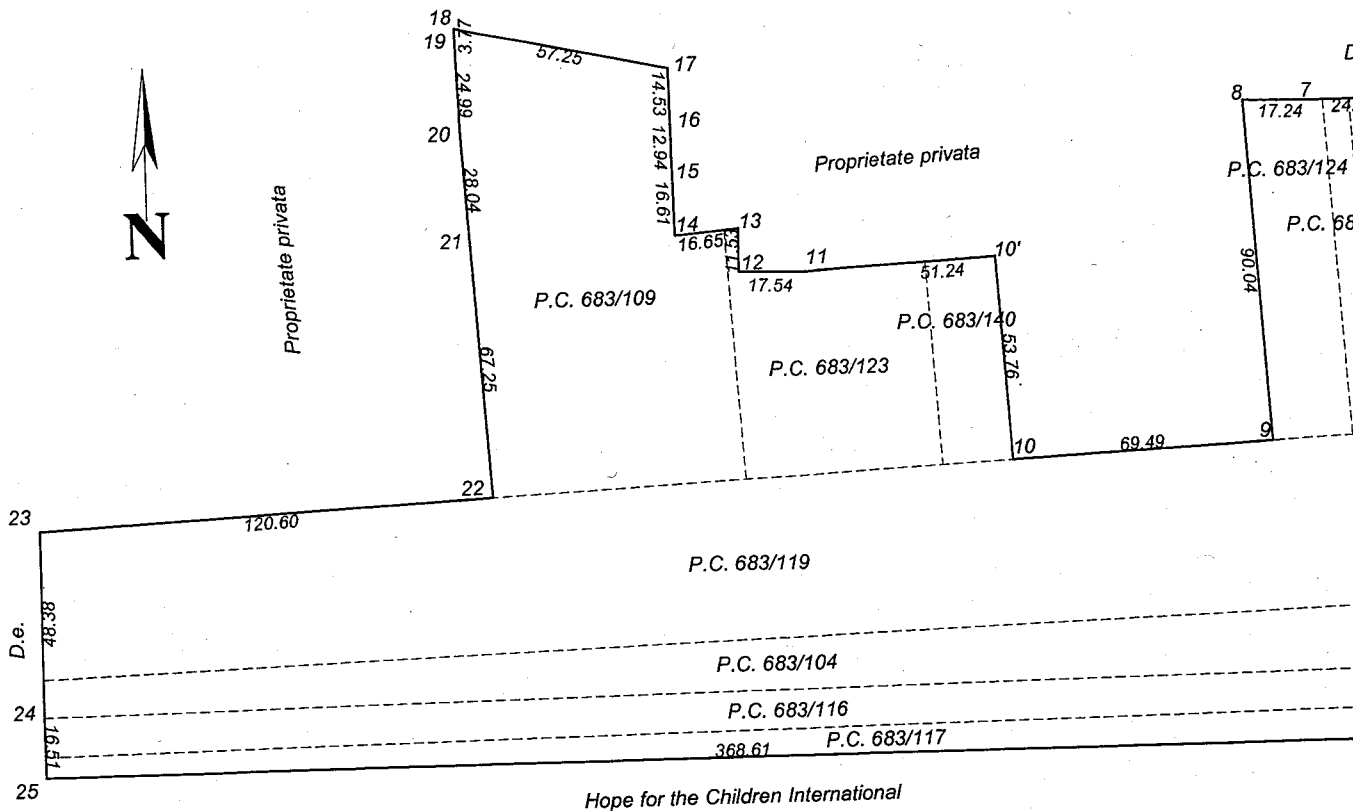 18
19
3.77
57.25
17
24.99
14.53
20
16
12.94
15
28.04
16.61
21
14
13
16.65
12
17.54
11
51.24
10'
N
Proprietate privata
Proprietate privata
P.C. 683/109
P.C. 683/123
P.C. 683/140
53.76
67.25
8
7
17.24
24.
D
P.C. 683/124
P.C. 68
90.04
9
10
69.49
22
23
120.60
P.C. 683/119
83.84
D.e.
P.C. 683/104
24
P.C. 683/116
16.51
368.61
P.C. 683/117
25
Hope for the Children International